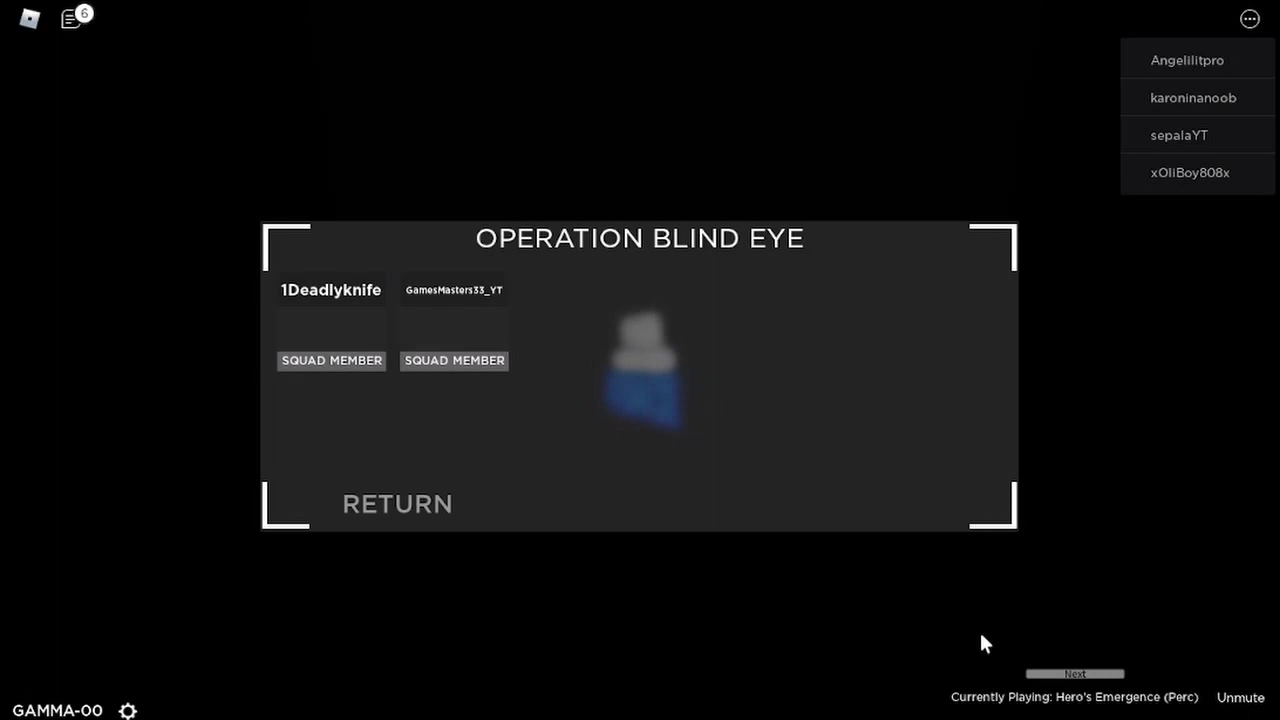 6
Angelilitpro
karoninanoob
sepalaYT
xOliBoy808x
OPERATION BLIND EYE
1Deadlyknife
GamesMasters33_YT
SQUAD MEMBER
SQUAD MEMBER
RETURN
Next
Currently Playing: Hero's Emergence (Perc)
Unmute
GAMMA-00